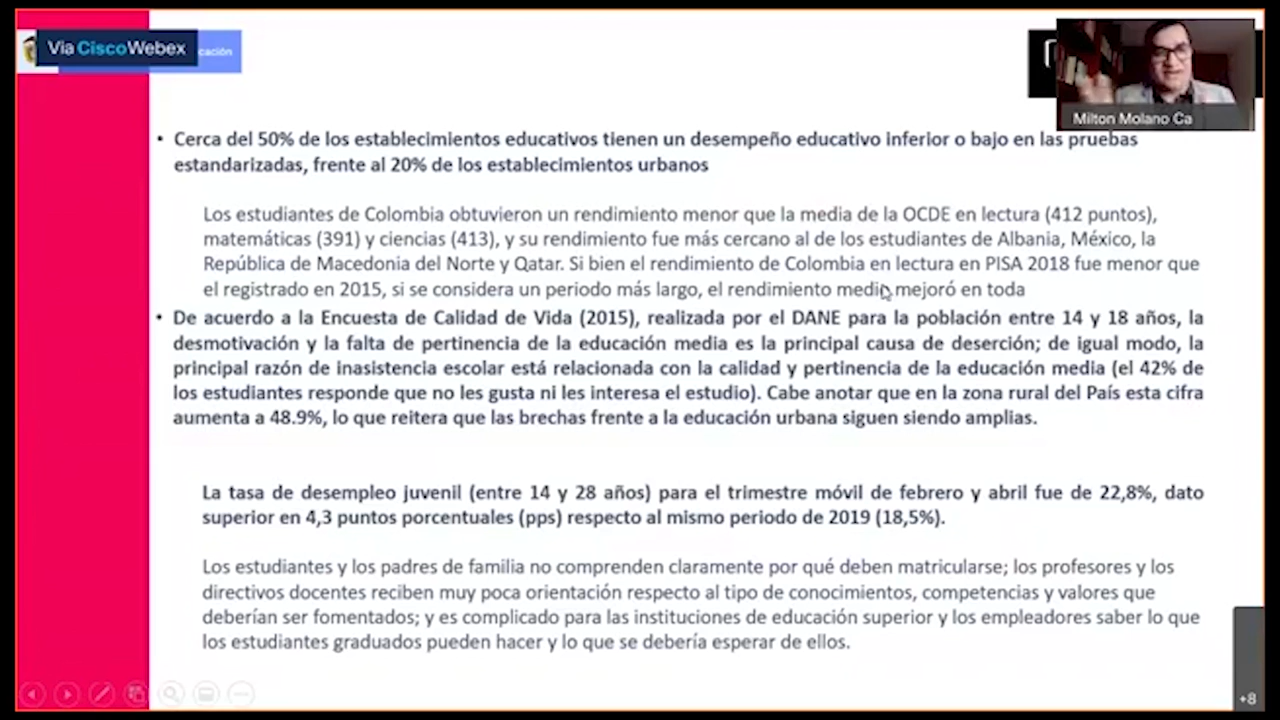 Vía CiscoWebex
cación
Milton Molano Ca
• Cerca del 50% de los establecimientos educativos tienen un desempeño educativo inferior o bajo en las pruebas
estandarizadas, frente al 20% de los establecimientos urbanos
Los estudiantes de Colombia obtuvieron un rendimiento menor que la media de la OCDE en lectura (412 puntos),
matemáticas (391) y ciencias (413), y su rendimiento fue más cercano al de los estudiantes de Albania, México, la
República de Macedonia del Norte y Qatar. Si bien el rendimiento de Colombia en lectura en PISA 2018 fue menor que
el registrado en 2015, si se considera un periodo más largo, el rendimiento medio mejoró en toda
• De acuerdo a la Encuesta de Calidad de Vida (2015), realizada por el DANE para la población entre 14 y 18 años, la
desmotivación y la falta de pertinencia de la educación media es la principal causa de deserción; de igual modo, la
principal razón de inasistencia escolar está relacionada con la calidad y pertinencia de la educación media (el 42% de
los estudiantes responde que no les gusta ni les interesa el estudio). Cabe anotar que en la zona rural del País esta cifra
aumenta a 48.9%, lo que reitera que las brechas frente a la educación urbana siguen siendo amplias.
La tasa de desempleo juvenil (entre 14 y 28 años) para el trimestre móvil de febrero y abril fue de 22,8%, dato
superior en 4,3 puntos porcentuales (pps) respecto al mismo periodo de 2019 (18,5%).
Los estudiantes y los padres de familia no comprenden claramente por qué deben matricularse; los profesores y los
directivos docentes reciben muy poca orientación respecto al tipo de conocimientos, competencias y valores que
deberían ser fomentados; y es complicado para las instituciones de educación superior y los empleadores saber lo que
los estudiantes graduados pueden hacer y lo que se debería esperar de ellos.
+8